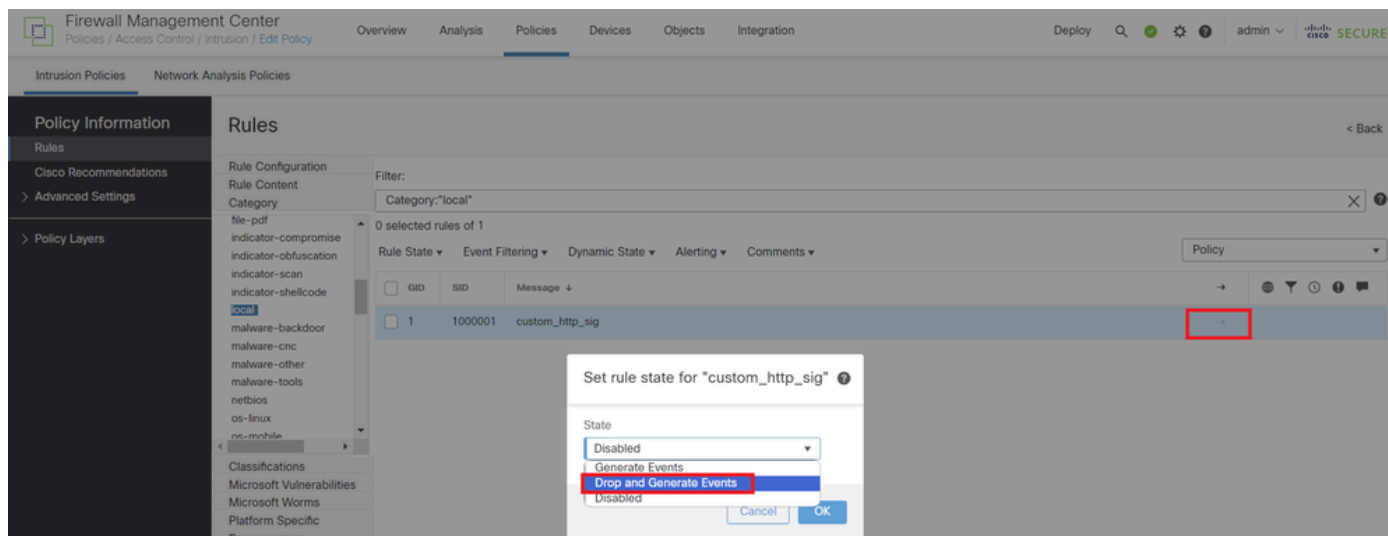 Firewall Management Center
Policies / Access Control / Intrusion / Edit Policy
Overview Analysis Policies Devices Objects Integration
Deploy admin cisco SECURE
Intrusion Policies Network Analysis Policies
Policy Information
Rules
Cisco Recommendations
> Advanced Settings
> Policy Layers
Rules
< Back
Rule Configuration
Rule Content
Category
file-pdf
indicator-compromise
indicator-obfuscation
indicator-scan
indicator-shellcode
local
malware-backdoor
malware-cnc
malware-other
malware-tools
netbios
os-linux
os-mobile
Classifications
Microsoft Vulnerabilities
Microsoft Worms
Platform Specific
Filter:
Category:"local"
0 selected rules of 1
Rule State Event Filtering Dynamic State Alerting Comments
Policy
GID SID Message
1 1000001 custom_http_sig
Set rule state for "custom_http_sig"
State
Disabled
Generate Events
Drop and Generate Events
Disabled
Cancel OK